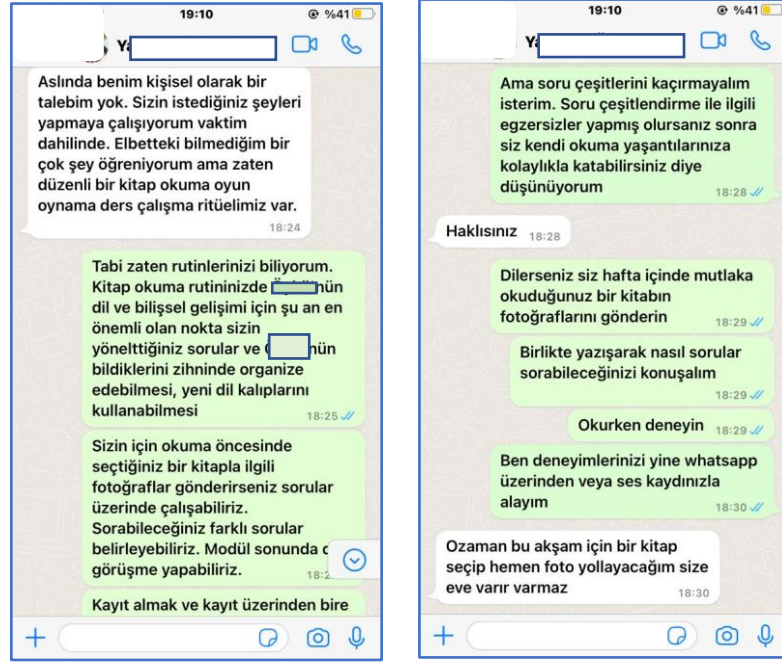 19:10
%41
Y
Aslında benim kişisel olarak bir
talebim yok. Sizin istediğiniz şeyleri
yapmaya çalışıyorum vaktim
dahilinde. Elbetteki bilmediğim bir
çok şey öğreniyorum ama zaten
düzenli bir kitap okuma oyun
oynama ders çalışma ritüelimiz var.
18:24
Tabi zaten rutinlerinizi biliyorum.
Kitap okuma rutininizde nün
dil ve bilişsel gelişimi için şu an en
önemli olan nokta sizin
yönelttiğiniz sorular ve nün
bildiklerini zihninde organize
edebilmesi, yeni dil kalıplarını
kullanabilmesi
18:25
Sizin için okuma öncesinde
seçtiğiniz bir kitapla ilgili
fotoğraflar gönderirseniz sorular
üzerinde çalışabiliriz.
Sorabileceğiniz farklı sorular
belirleyebiliriz. Modül sonunda
görüşme yapabiliriz.
Kayıt almak ve kayıt üzerinden bire
19:10
%41
Y
Ama soru çeşitlerini kaçırmayalım
isterim. Soru çeşitlendirme ile ilgili
egzersizler yapmış olursanız sonra
siz kendi okuma yaşantılarınıza
kolaylıkla katabilirsiniz diye
düşünüyorum
18:28
Haklısınız
18:28
Dilerseniz siz hafta içinde mutlaka
okuduğunuz bir kitabın
fotoğraflarını gönderin
18:29
Birlikte yazışarak nasıl sorular
sorabileceğinizi konuşalım
18:29
Okurken deneyin
18:29
Ben deneyimlerinizi yine whatsapp
üzerinden veya ses kaydınızla
alayım
18:30
Ozaman bu akşam için bir kitap
seçip hemen foto yollayacağım size
eve varır varmaz
18:30